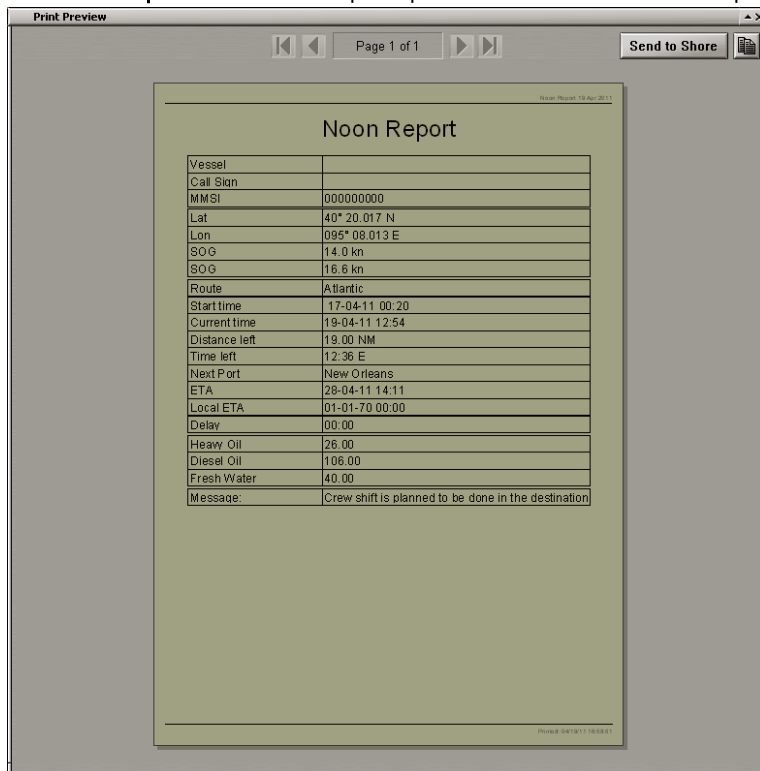 Print Preview
Page 1 of 1
Send to Shore
Noon Report 19 Apr 2011
Noon Report
Vessel
Call Sign
MMSI 000000000
Lat 40° 20.017 N
Lon 095° 08.013 E
SOG 14.0 kn
SOG 16.6 kn
Route Atlantic
Start time 17-04-11 00:20
Current time 19-04-11 12:54
Distance left 19.00 NM
Time left 12:36 E
Next Port New Orleans
ETA 28-04-11 14:11
Local ETA 01-01-70 00:00
Delay 00:00
Heavy Oil 26.00
Diesel Oil 106.00
Fresh Water 40.00
Message: Crew shift is planned to be done in the destination